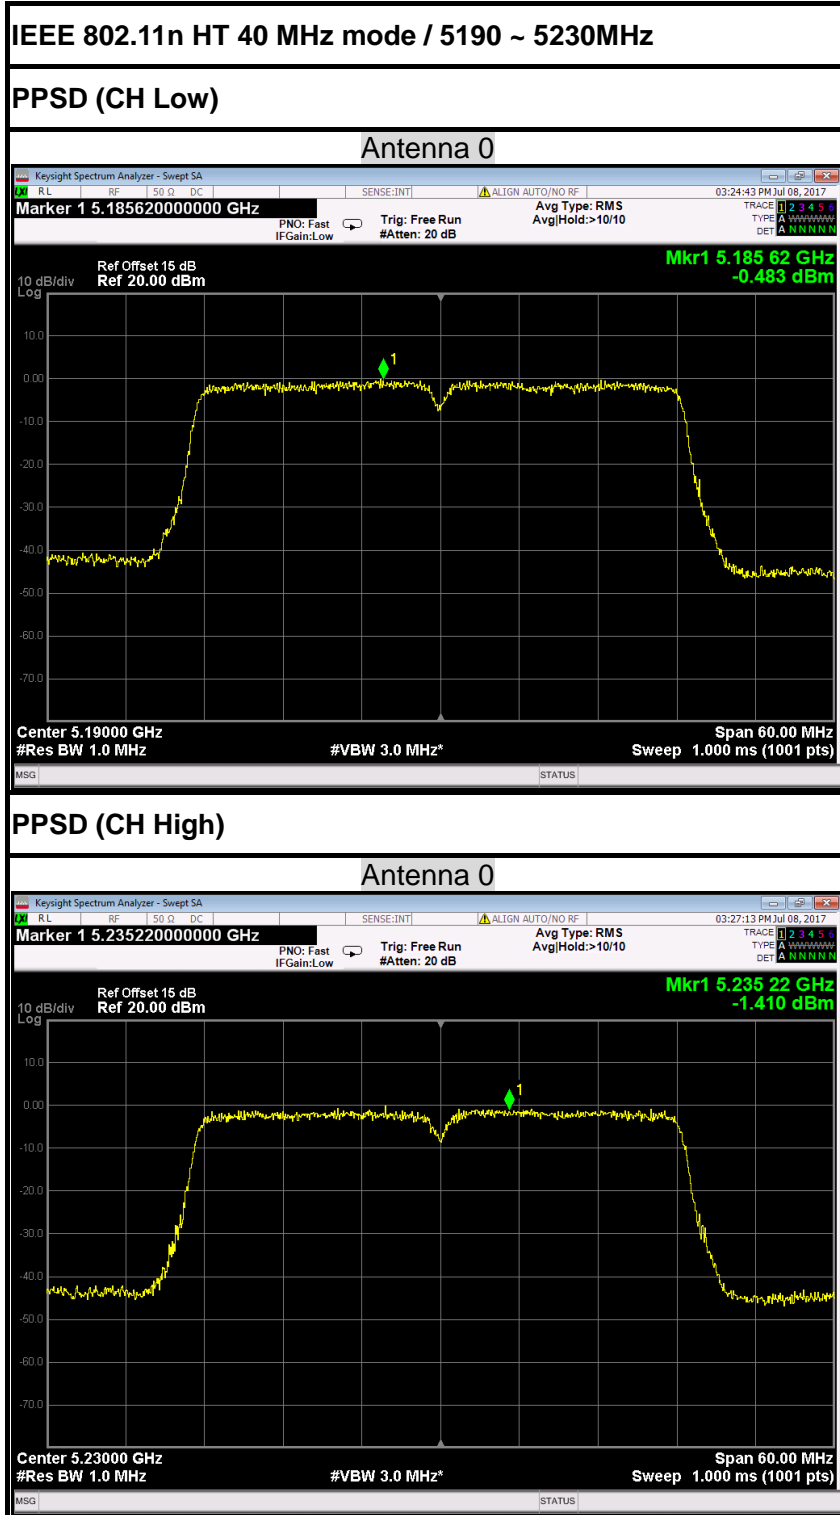 IEEE 802.11n HT 40 MHz mode / 5190 ~ 5230MHz
PPSD (CH Low)
Antenna 0
Keysight Spectrum Analyzer - Swept SA
LXI RL RF 50 Ω DC SENSE:INT ALIGN AUTO/NO RF 03:24:43 PM Jul 08, 2017
Marker 1 5.185620000000 GHz
PNO: Fast
IFGain:Low
Trig: Free Run
#Atten: 20 dB
Avg Type: RMS
Avg|Hold:>10/10
TRACE 1 2 3 4 5 6
TYPE A WWWWW
DET A N N N N N
Mkr1 5.185 62 GHz
-0.483 dBm
Ref Offset 15 dB
10 dB/div Ref 20.00 dBm
Log
1
10.0
0.00
-10.0
-20.0
-30.0
-40.0
-50.0
-60.0
-70.0
Center 5.19000 GHz Span 60.00 MHz
#Res BW 1.0 MHz #VBW 3.0 MHz* Sweep 1.000 ms (1001 pts)
MSG STATUS
PPSD (CH High)
Antenna 0
Keysight Spectrum Analyzer - Swept SA
LXI RL RF 50 Ω DC SENSE:INT ALIGN AUTO/NO RF 03:27:13 PM Jul 08, 2017
Marker 1 5.235220000000 GHz
PNO: Fast
IFGain:Low
Trig: Free Run
#Atten: 20 dB
Avg Type: RMS
Avg|Hold:>10/10
TRACE 1 2 3 4 5 6
TYPE A WWWWW
DET A N N N N N
Mkr1 5.235 22 GHz
-1.410 dBm
Ref Offset 15 dB
10 dB/div Ref 20.00 dBm
Log
1
10.0
0.00
-10.0
-20.0
-30.0
-40.0
-50.0
-60.0
-70.0
Center 5.23000 GHz Span 60.00 MHz
#Res BW 1.0 MHz #VBW 3.0 MHz* Sweep 1.000 ms (1001 pts)
MSG STATUS